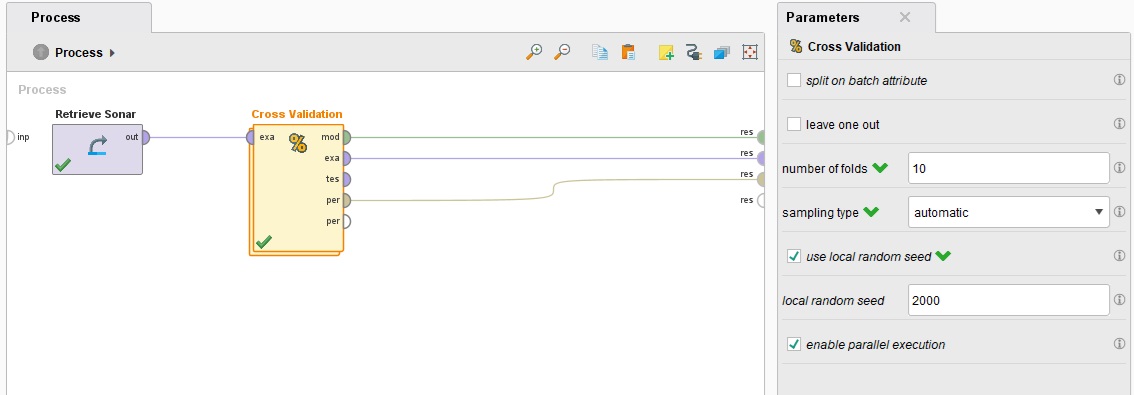 Process
Process
Process
inp
Retrieve Sonar
out
Cross Validation
exa
mod
exa
tes
per
per
res
res
res
res
Parameters
Cross Validation
split on batch attribute
leave one out
number of folds 10
sampling type automatic
use local random seed
local random seed 2000
enable parallel execution